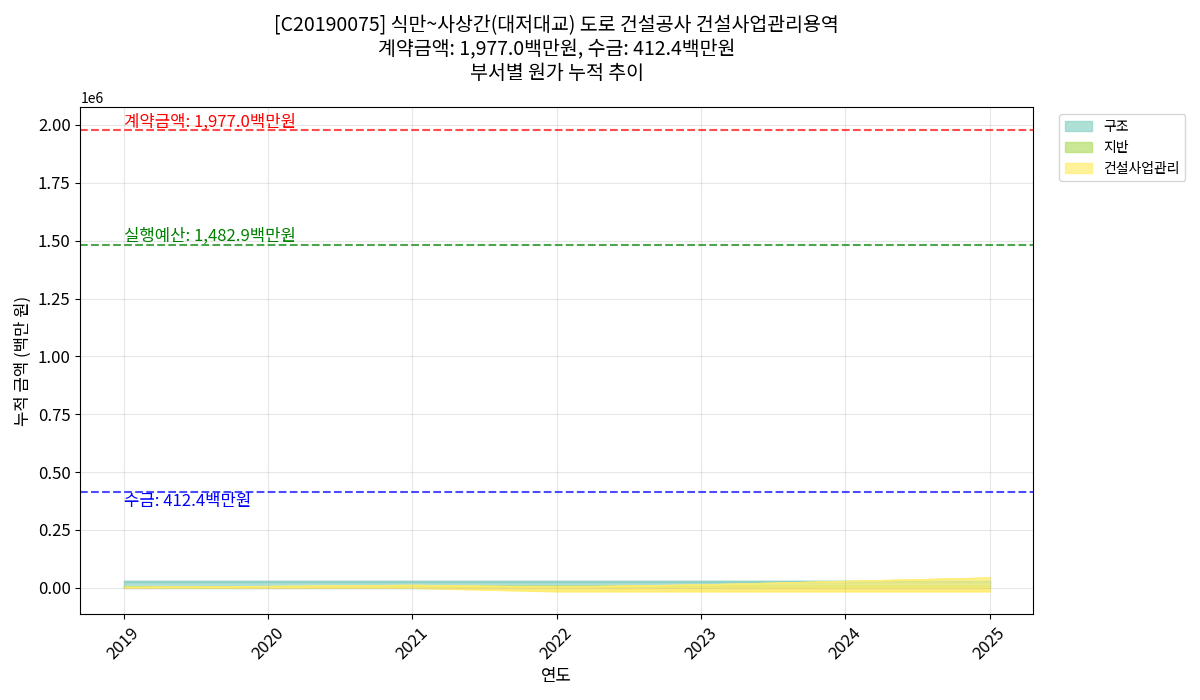 [C20190075] 식만~사상간(대저대교) 도로 건설공사 건설사업관리용역
계약금액: 1,977.0백만원, 수금: 412.4백만원
부서별 원가 누적 추이
1e6
2.00
1.75
1.50
1.25
1.00
0.75
0.50
0.25
0.00
누적 금액 (백만 원)
계약금액: 1,977.0백만원
실행예산: 1,482.9백만원
수금: 412.4백만원
구조
지반
건설사업관리
2019
2020
2021
2022
2023
2024
2025
연도